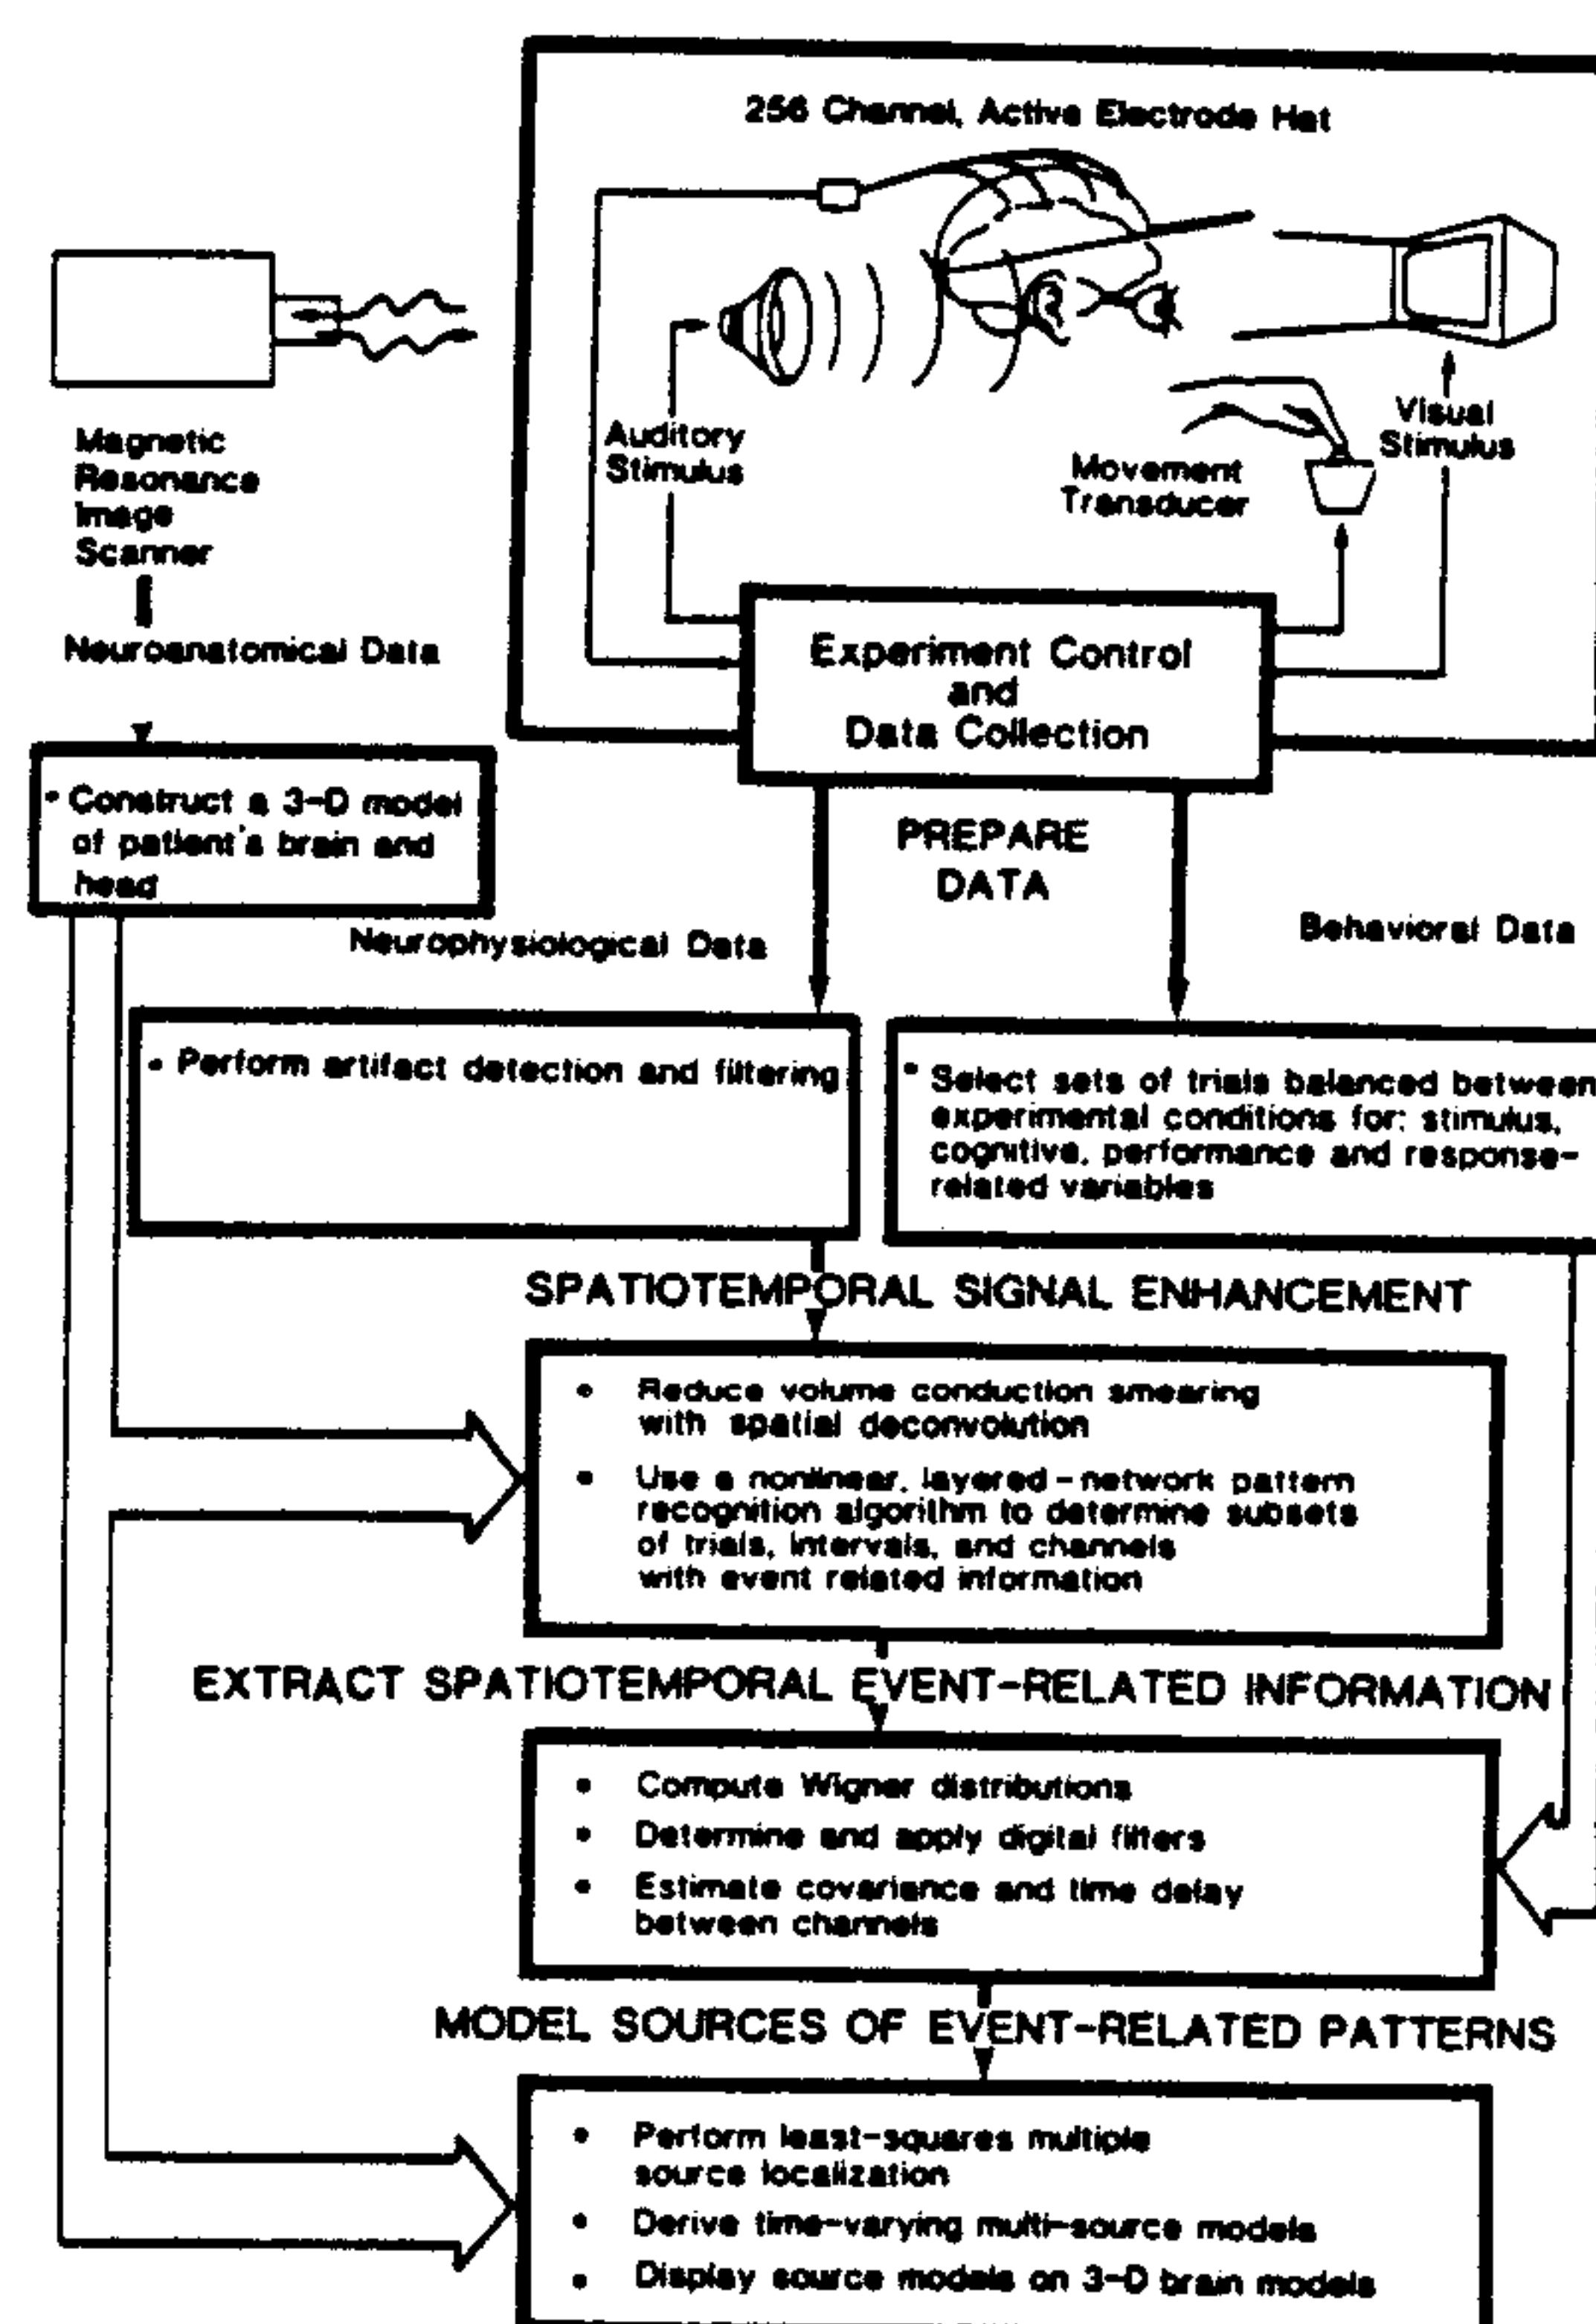 256 Channel, Active Electrode Hat
Magnetic
Resonance
Image
Scanner
Neuroanatomical Data
Auditory
Stimulus
Movement
Transducer
Visual
Stimulus
Experiment Control
and
Data Collection
• Construct a 3-D model
of patient's brain and
head
PREPARE
DATA
Neurophysiological Data
Behavioral Data
• Perform artifact detection and filtering
• Select sets of trials balanced between
experimental conditions for: stimulus,
cognitive, performance and response-
related variables
SPATIOTEMPORAL SIGNAL ENHANCEMENT
• Reduce volume conduction smearing
with spatial deconvolution
• Use a nonlinear, layered-network pattern
recognition algorithm to determine subsets
of trials, intervals, and channels
with event related information
EXTRACT SPATIOTEMPORAL EVENT-RELATED INFORMATION
• Compute Wigner distributions
• Determine and apply digital filters
• Estimate covariance and time delay
between channels
MODEL SOURCES OF EVENT-RELATED PATTERNS
• Perform least-squares multiple
source localization
• Derive time-varying multi-source models
• Display source models on 3-D brain models